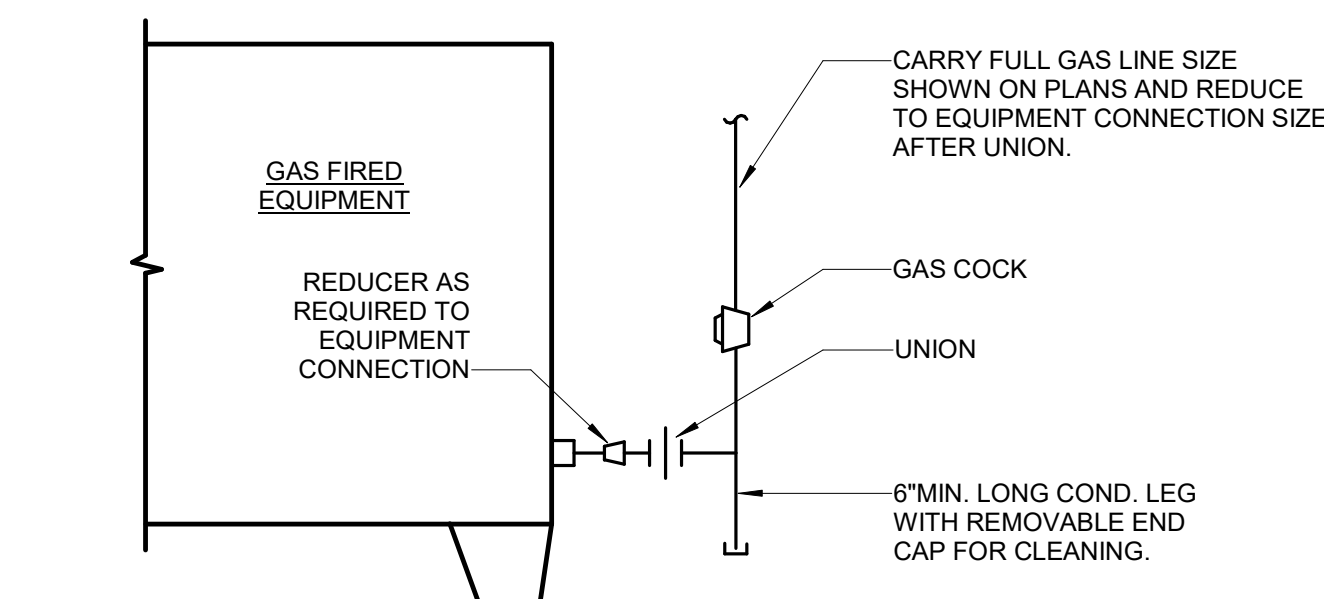 CARRY FULL GAS LINE SIZE
SHOWN ON PLANS AND REDUCE
TO EQUIPMENT CONNECTION SIZE
AFTER UNION.
GAS FIRED
EQUIPMENT
REDUCER AS
REQUIRED TO
EQUIPMENT
CONNECTION
GAS COCK
UNION
6"MIN. LONG COND. LEG
WITH REMOVABLE END
CAP FOR CLEANING.